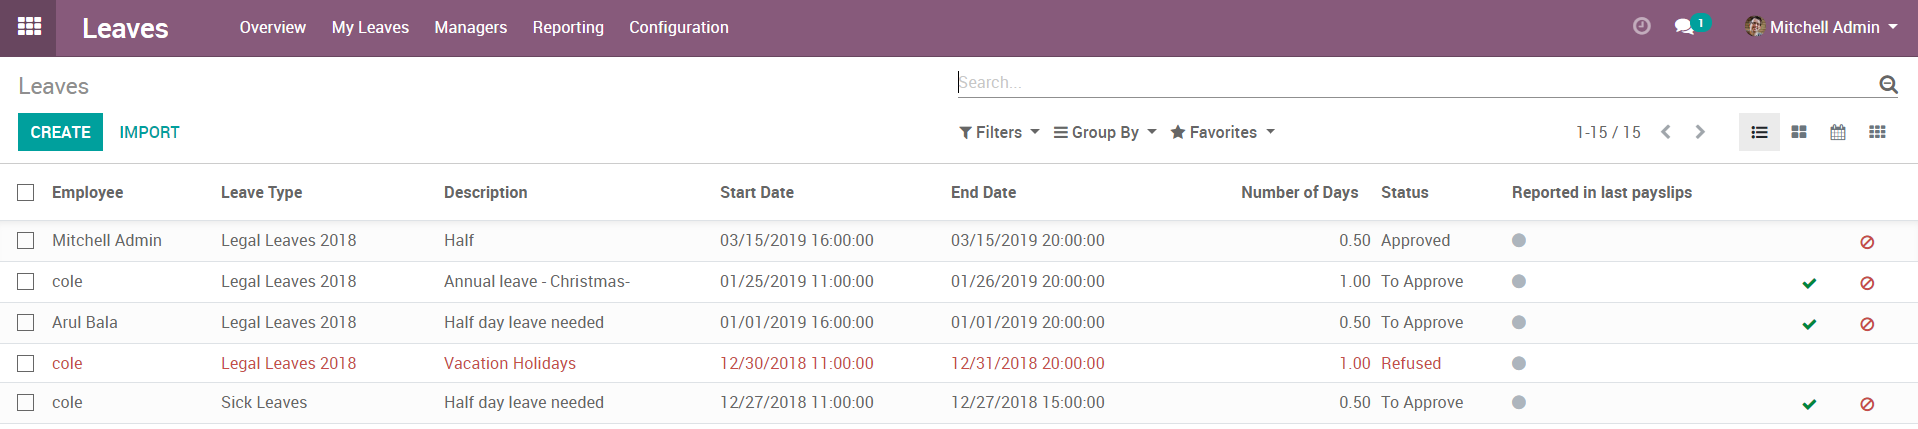 Leaves Overview My Leaves Managers Reporting Configuration 1 Mitchell Admin
Leaves Search...
CREATE IMPORT Filters Group By Favorites 1-15 / 15
Employee Leave Type Description Start Date End Date Number of Days Status Reported in last payslips
Mitchell Admin Legal Leaves 2018 Half 03/15/2019 16:00:00 03/15/2019 20:00:00 0.50 Approved
cole Legal Leaves 2018 Annual leave - Christmas- 01/25/2019 11:00:00 01/26/2019 20:00:00 1.00 To Approve
Arul Bala Legal Leaves 2018 Half day leave needed 01/01/2019 16:00:00 01/01/2019 20:00:00 0.50 To Approve
cole Legal Leaves 2018 Vacation Holidays 12/30/2018 11:00:00 12/31/2018 20:00:00 1.00 Refused
cole Sick Leaves Half day leave needed 12/27/2018 11:00:00 12/27/2018 15:00:00 0.50 To Approve